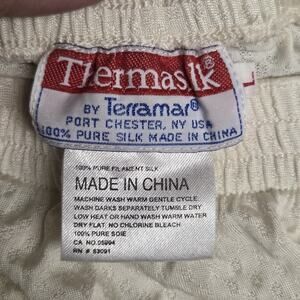 Thermasilk®
L
BY Terramar®
PORT CHESTER, NY USA
100% PURE SILK MADE IN CHINA
100% PURE FILAMENT SILK
MADE IN CHINA
MACHINE WASH WARM GENTLE CYCLE
WASH DARKS SEPARATELY TUMBLE DRY
LOW HEAT OR HAND WASH WARM WATER
DRY FLAT NO CHLORINE BLEACH
100% PURE SOIE
CA NO.05994
RN # 63091